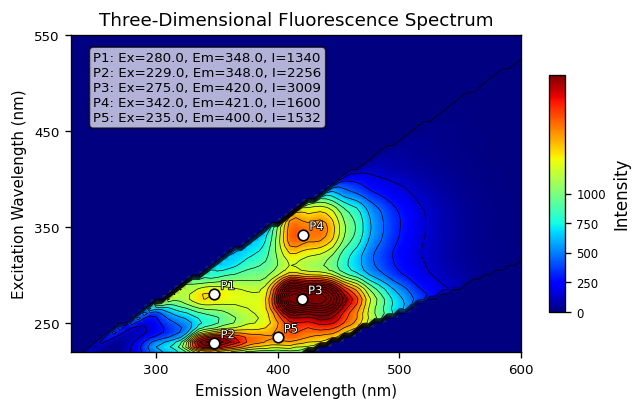 Three-Dimensional Fluorescence Spectrum
P1: Ex=280.0, Em=348.0, I=1340
P2: Ex=229.0, Em=348.0, I=2256
P3: Ex=275.0, Em=420.0, I=3009
P4: Ex=342.0, Em=421.0, I=1600
P5: Ex=235.0, Em=400.0, I=1532
550
450
350
250
Excitation Wavelength (nm)
P4
P1
P3
P5
P2
300
400
500
600
Emission Wavelength (nm)
1000
750
500
250
0
Intensity